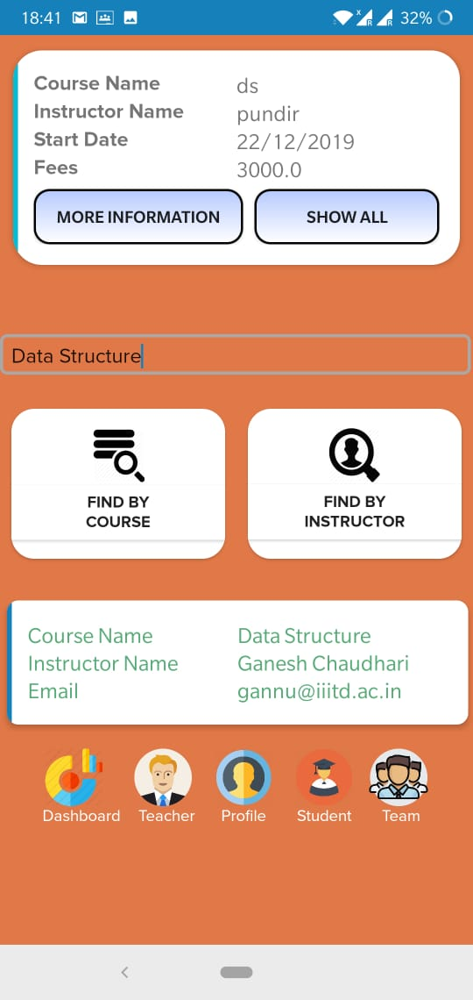 18:41 32%
Course Name ds
Instructor Name pundir
Start Date 22/12/2019
Fees 3000.0
MORE INFORMATION SHOW ALL
Data Structure
FIND BY COURSE
FIND BY INSTRUCTOR
Course Name Data Structure
Instructor Name Ganesh Chaudhari
Email gannu@iiitd.ac.in
Dashboard Teacher Profile Student Team